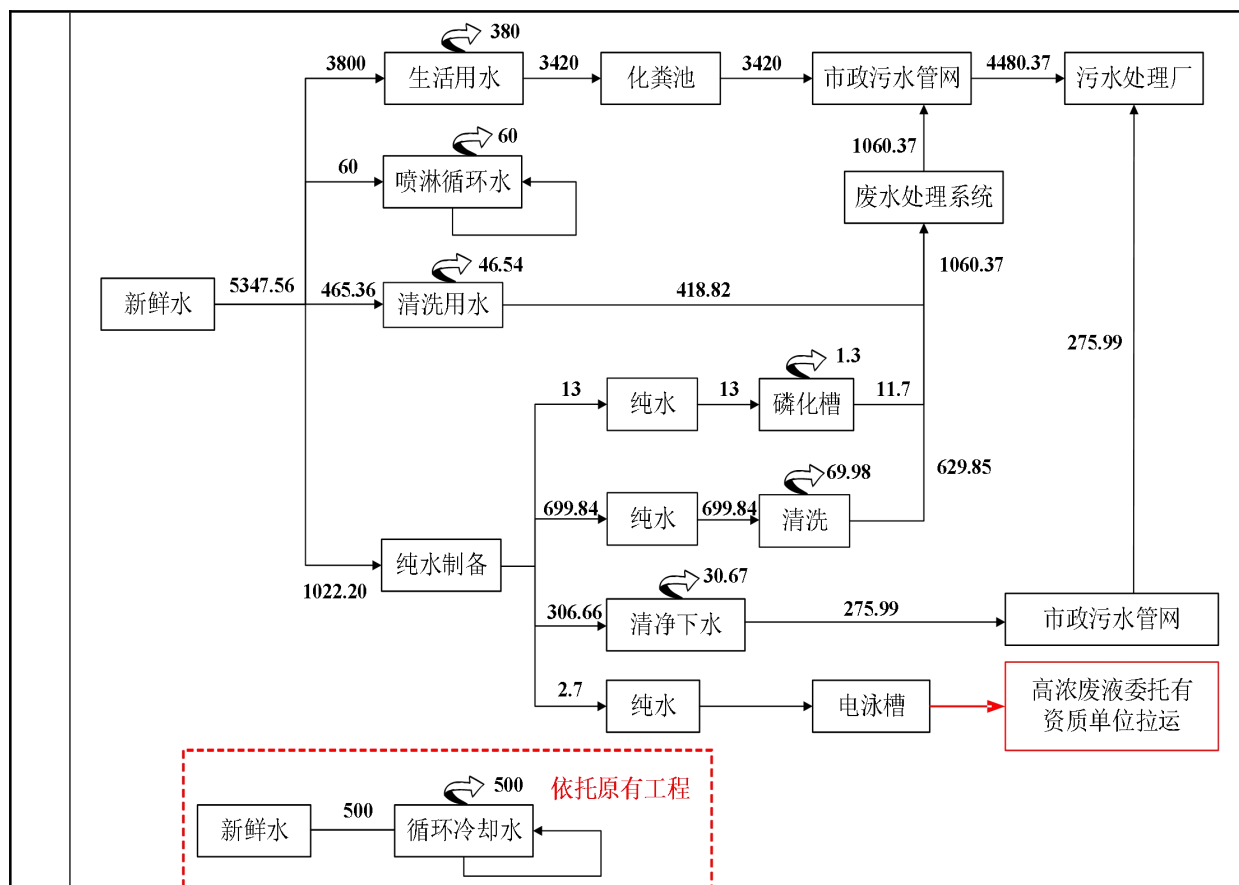 380
3800
生活用水
3420
化粪池
3420
市政污水管网
4480.37
污水处理厂
60
60
喷淋循环水
1060.37
废水处理系统
46.54
新鲜水
5347.56
465.36
清洗用水
418.82
1060.37
275.99
1.3
13
纯水
13
磷化槽
11.7
69.98
699.84
纯水
699.84
清洗
629.85
纯水制备
1022.20
30.67
306.66
清净下水
275.99
市政污水管网
2.7
纯水
电泳槽
高浓废液委托有
资质单位拉运
依托原有工程
500
新鲜水
500
循环冷却水